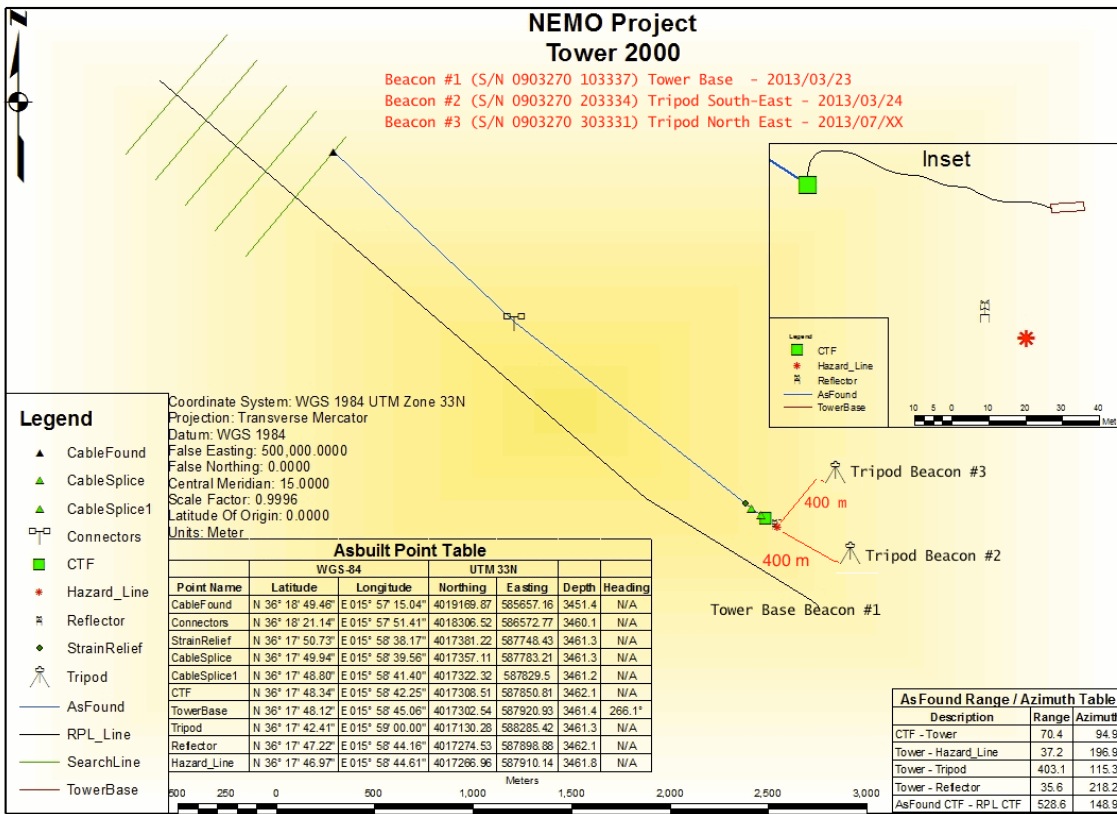 NEMO Project
Tower 2000
Beacon #1 (S/N 0903270 103337) Tower Base - 2013/03/23
Beacon #2 (S/N 0903270 203334) Tripod South-East - 2013/03/24
Beacon #3 (S/N 0903270 303331) Tripod North East - 2013/07/XX
Z
Inset
Legend
CTF
Hazard_Line
Reflector
AsFound
TowerBase
10 5 0 10 20 30 40
Met
Tripod Beacon #3
400 m
400 m
Tripod Beacon #2
Tower Base Beacon #1
Legend
CableFound
CableSplice
CableSplice1
Connectors
CTF
Hazard_Line
Reflector
StrainRelief
Tripod
AsFound
RPL_Line
SearchLine
TowerBase
Coordinate System: WGS 1984 UTM Zone 33N
Projection: Transverse Mercator
Datum: WGS 1984
False Easting: 500,000.0000
False Northing: 0.0000
Central Meridian: 15.0000
Scale Factor: 0.9996
Latitude Of Origin: 0.0000
Units: Meter
Asbuilt Point Table
WGS-84 UTM 33N
Point Name Latitude Longitude Northing Easting Depth Heading
CableFound N 36° 18' 49.46" E 015° 57' 15.04" 4019169.87 585657.16 3451.4 N/A
Connectors N 36° 18' 21.14" E 015° 57' 51.41" 4018306.52 586572.77 3460.1 N/A
StrainRelief N 36° 17' 50.73" E 015° 58' 38.17" 4017381.22 587748.43 3461.3 N/A
CableSplice N 36° 17' 49.94" E 015° 58' 39.56" 4017357.11 587783.21 3461.3 N/A
CableSplice1 N 36° 17' 48.80" E 015° 58' 41.40" 4017322.32 587829.5 3461.2 N/A
CTF N 36° 17' 48.34" E 015° 58' 42.25" 4017308.51 587850.81 3462.1 N/A
TowerBase N 36° 17' 48.12" E 015° 58' 45.06" 4017302.54 587920.93 3461.4 266.1°
Tripod N 36° 17' 42.41" E 015° 59' 00.00" 4017130.28 588285.42 3461.3 N/A
Reflector N 36° 17' 47.22" E 015° 58' 44.16" 4017274.53 587898.88 3462.1 N/A
Hazard_Line N 36° 17' 46.97" E 015° 58' 44.61" 4017266.96 587910.14 3461.8 N/A
Meters
500 250 0 500 1,000 1,500 2,000 2,500 3,000
AsFound Range / Azimuth Table
Description Range Azimuth
CTF - Tower 70.4 94.9
Tower - Hazard_Line 37.2 196.9
Tower - Tripod 403.1 115.3
Tower - Reflector 35.6 218.2
AsFound CTF - RPL CTF 528.6 148.9